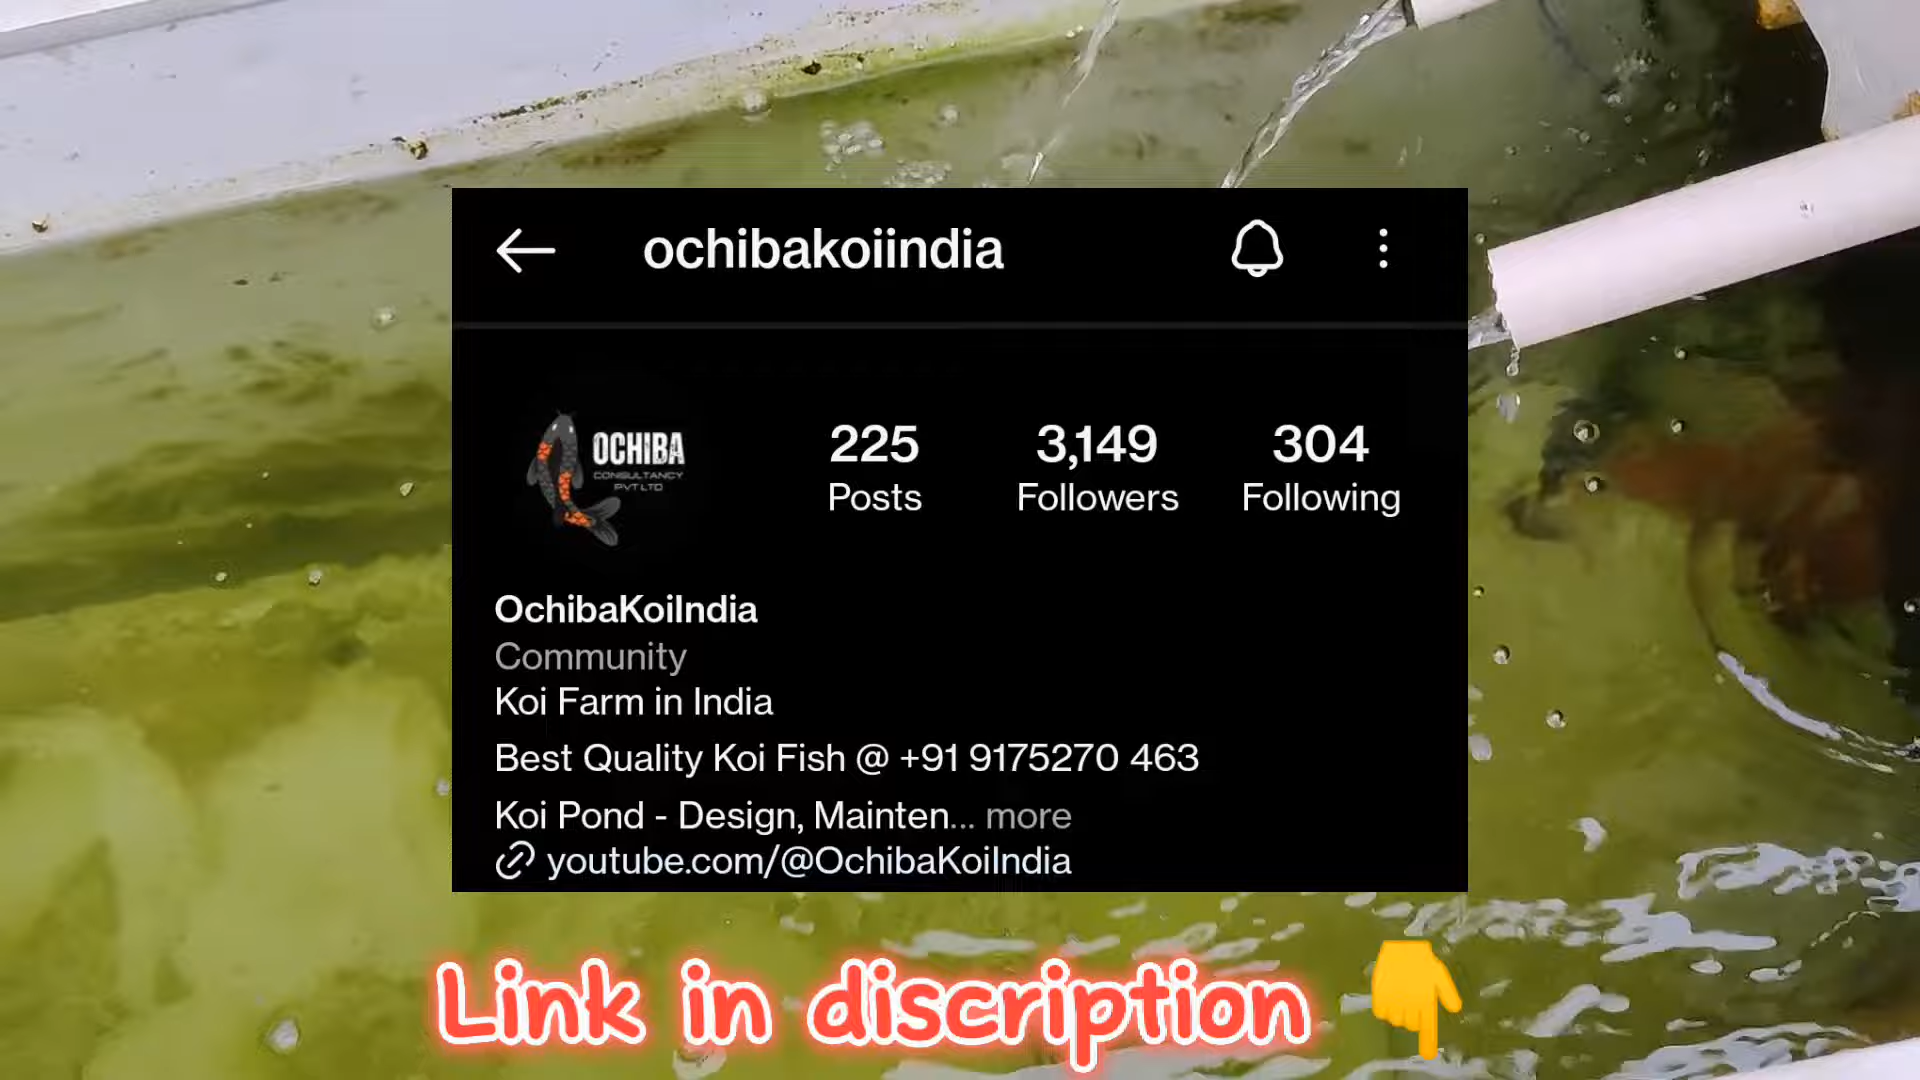 ochibakoiindia
OCHIBA
CONSULTANCY
PVT LTD
225
Posts
3,149
Followers
304
Following
OchibaKoiIndia
Community
Koi Farm in India
Best Quality Koi Fish @ +91 9175270 463
Koi Pond - Design, Mainten... more
youtube.com/@OchibaKoiIndia
Link in discription 👇